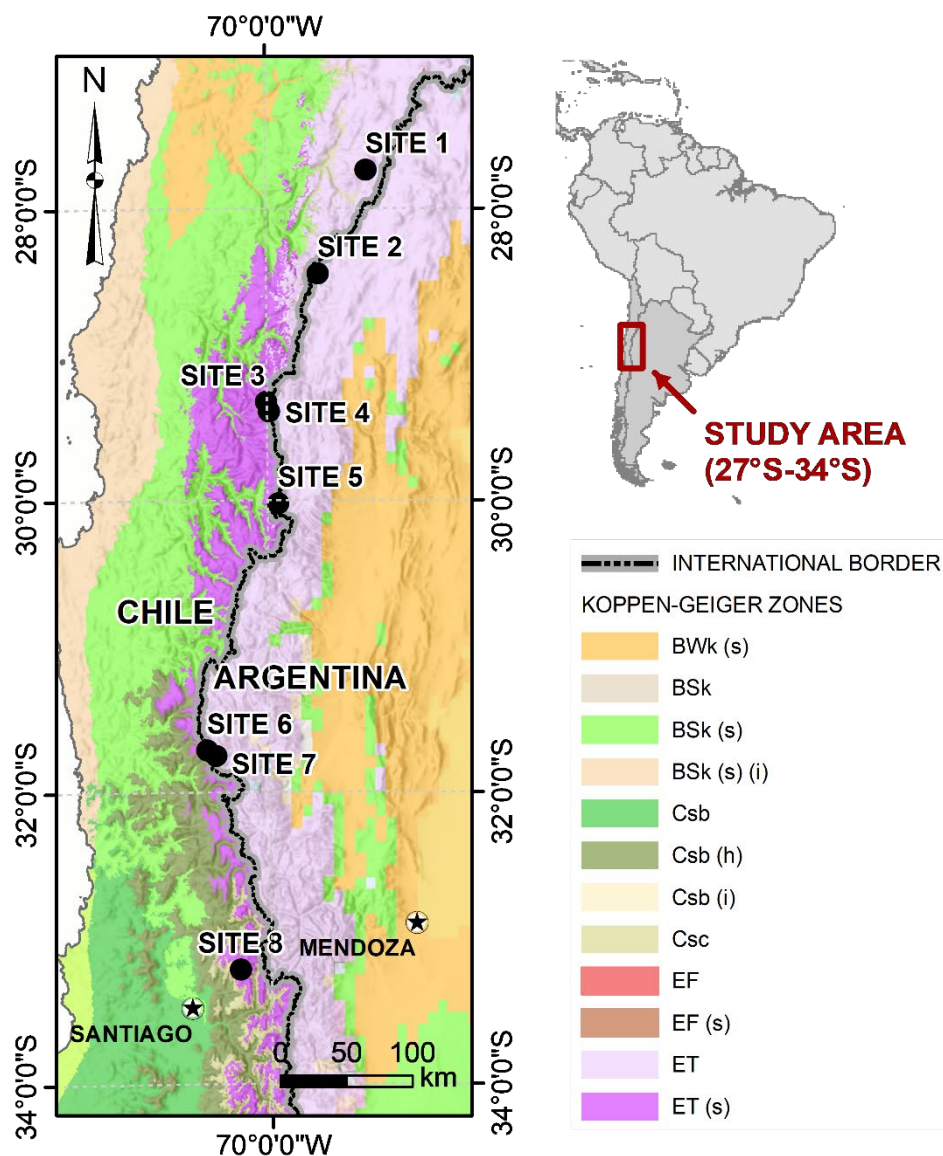 70°0'0"W
N
SITE 1
28°0'0"S
28°0'0"S
SITE 2
SITE 3
SITE 4
SITE 5
30°0'0"S
30°0'0"S
CHILE
ARGENTINA
SITE 6
SITE 7
32°0'0"S
32°0'0"S
SITE 8
MENDOZA
SANTIAGO
0 50 100
km
34°0'0"S
34°0'0"S
70°0'0"W
STUDY AREA
(27°S-34°S)
INTERNATIONAL BORDER
KOPPEN-GEIGER ZONES
BWk (s)
BSk
BSk (s)
BSk (s) (i)
Csb
Csb (h)
Csb (i)
Csc
EF
EF (s)
ET
ET (s)